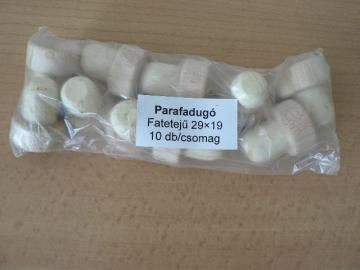 Parafadugó
Fatetejű 29×19
10 db/csomag